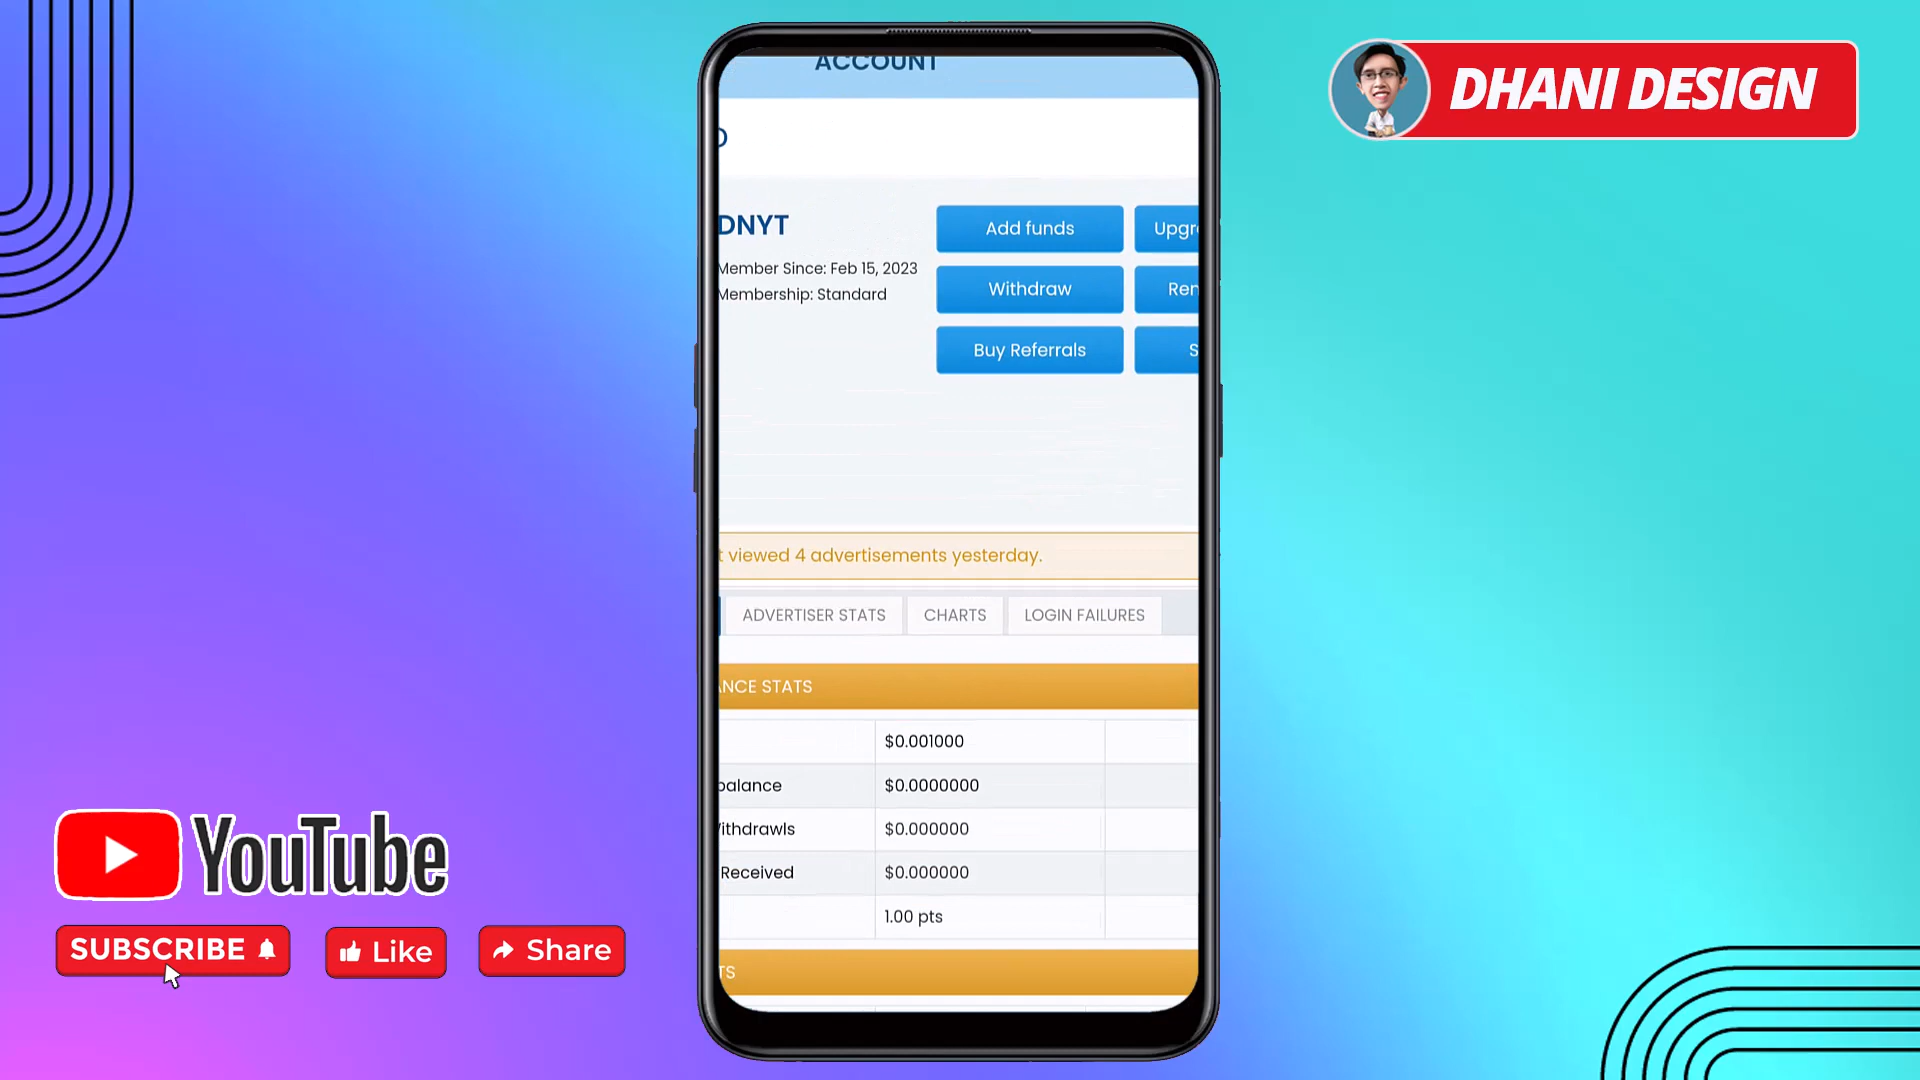 ACCOUNT
DHANI DESIGN
DNYT
Member Since: Feb 15, 2023
Membership: Standard
Add funds
Withdraw
Buy Referrals
viewed 4 advertisements yesterday.
ADVERTISER STATS
CHARTS
LOGIN FAILURES
NCE STATS
$0.001000
balance $0.0000000
ithdrawls $0.000000
Received $0.000000
1.00 pts
TS
YouTube
SUBSCRIBE
Like
Share